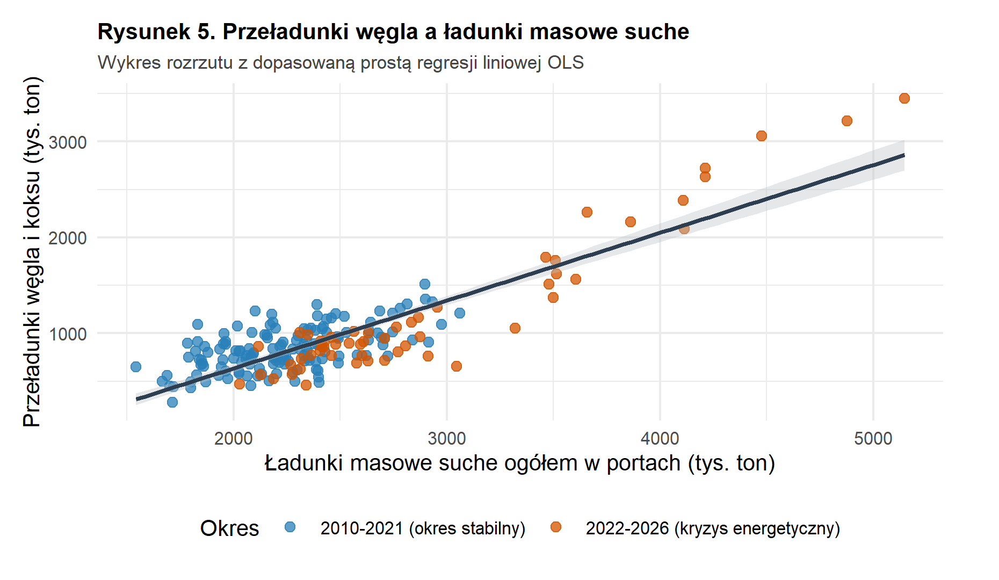 Rysunek 5. Przeładunki węgla a ładunki masowe suche
Wykres rozrzutu z dopasowaną prostą regresji liniowej OLS
Przeładunki węgla i koksu (tys. ton)
3000
2000
1000
2000 3000 4000 5000
Ładunki masowe suche ogółem w portach (tys. ton)
Okres 2010-2021 (okres stabilny) 2022-2026 (kryzys energetyczny)